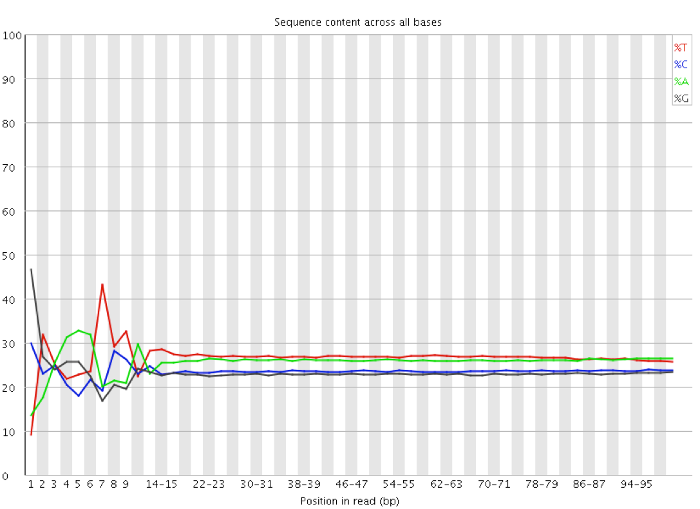 Sequence content across all bases
100
90
80
70
60
50
40
30
20
10
0
%T
%C
%A
%G
1 2 3 4 5 6 7 8 9 14-15 22-23 30-31 38-39 46-47 54-55 62-63 70-71 78-79 86-87 94-95
Position in read (bp)